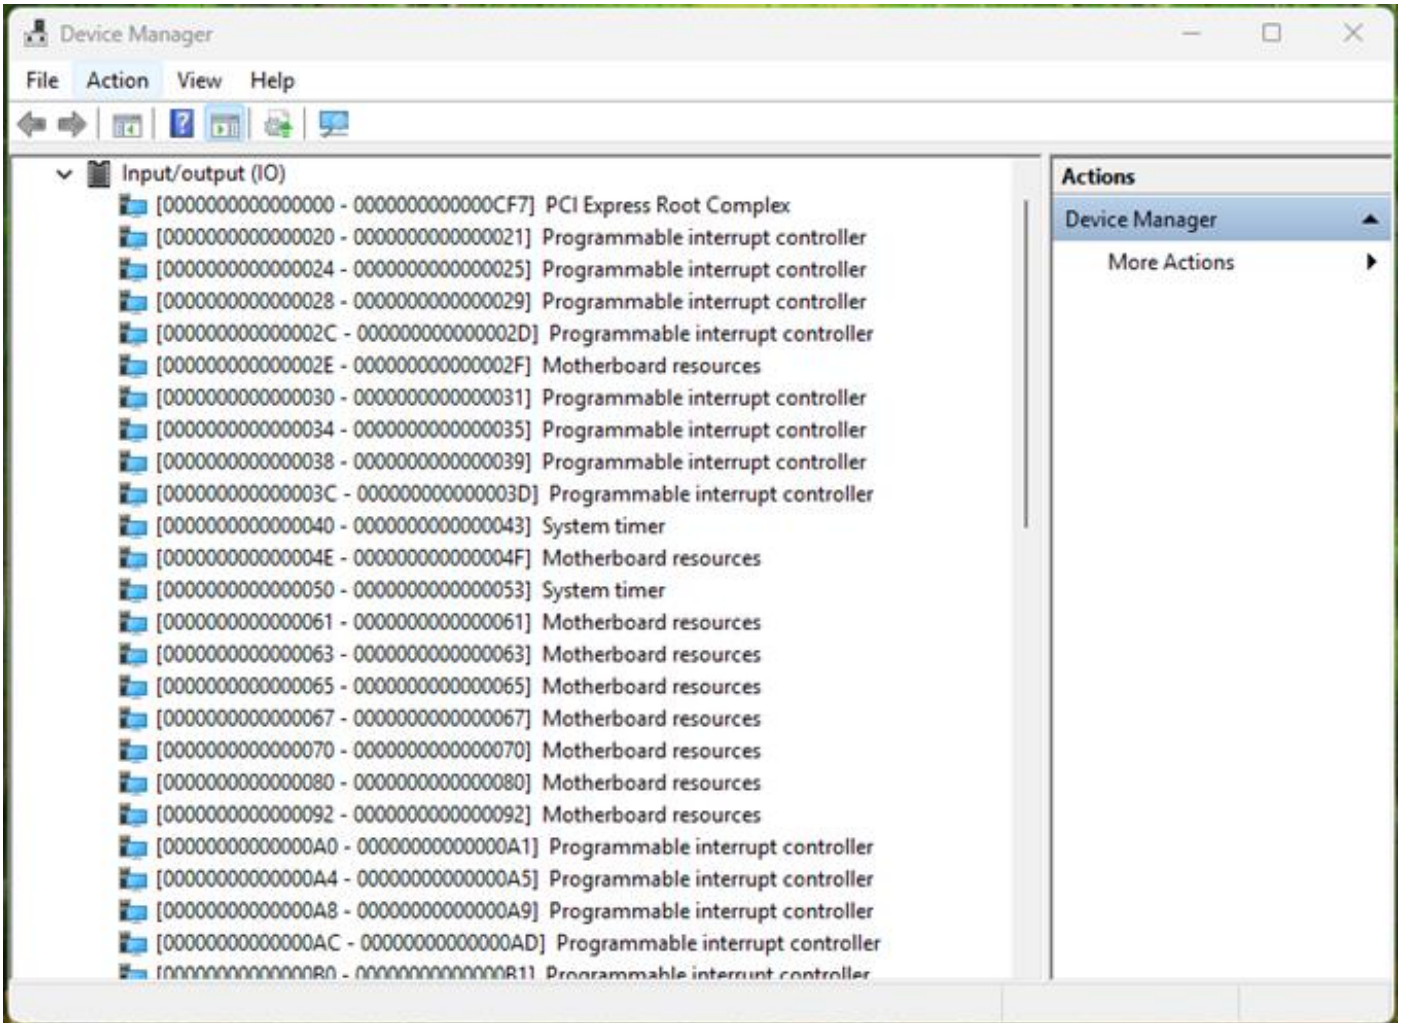 Device Manager
File Action View Help
Input/output (IO)
[0000000000000000 - 0000000000000CF7] PCI Express Root Complex
[0000000000000020 - 0000000000000021] Programmable interrupt controller
[0000000000000024 - 0000000000000025] Programmable interrupt controller
[0000000000000028 - 0000000000000029] Programmable interrupt controller
[000000000000002C - 000000000000002D] Programmable interrupt controller
[000000000000002E - 000000000000002F] Motherboard resources
[0000000000000030 - 0000000000000031] Programmable interrupt controller
[0000000000000034 - 0000000000000035] Programmable interrupt controller
[0000000000000038 - 0000000000000039] Programmable interrupt controller
[000000000000003C - 000000000000003D] Programmable interrupt controller
[0000000000000040 - 0000000000000043] System timer
[000000000000004E - 000000000000004F] Motherboard resources
[0000000000000050 - 0000000000000053] System timer
[0000000000000061 - 0000000000000061] Motherboard resources
[0000000000000063 - 0000000000000063] Motherboard resources
[0000000000000065 - 0000000000000065] Motherboard resources
[0000000000000067 - 0000000000000067] Motherboard resources
[0000000000000070 - 0000000000000070] Motherboard resources
[0000000000000080 - 0000000000000080] Motherboard resources
[0000000000000092 - 0000000000000092] Motherboard resources
[00000000000000A0 - 00000000000000A1] Programmable interrupt controller
[00000000000000A4 - 00000000000000A5] Programmable interrupt controller
[00000000000000A8 - 00000000000000A9] Programmable interrupt controller
[00000000000000AC - 00000000000000AD] Programmable interrupt controller
[00000000000000B0 - 00000000000000B1] Programmable interrupt controller
Actions
Device Manager
More Actions